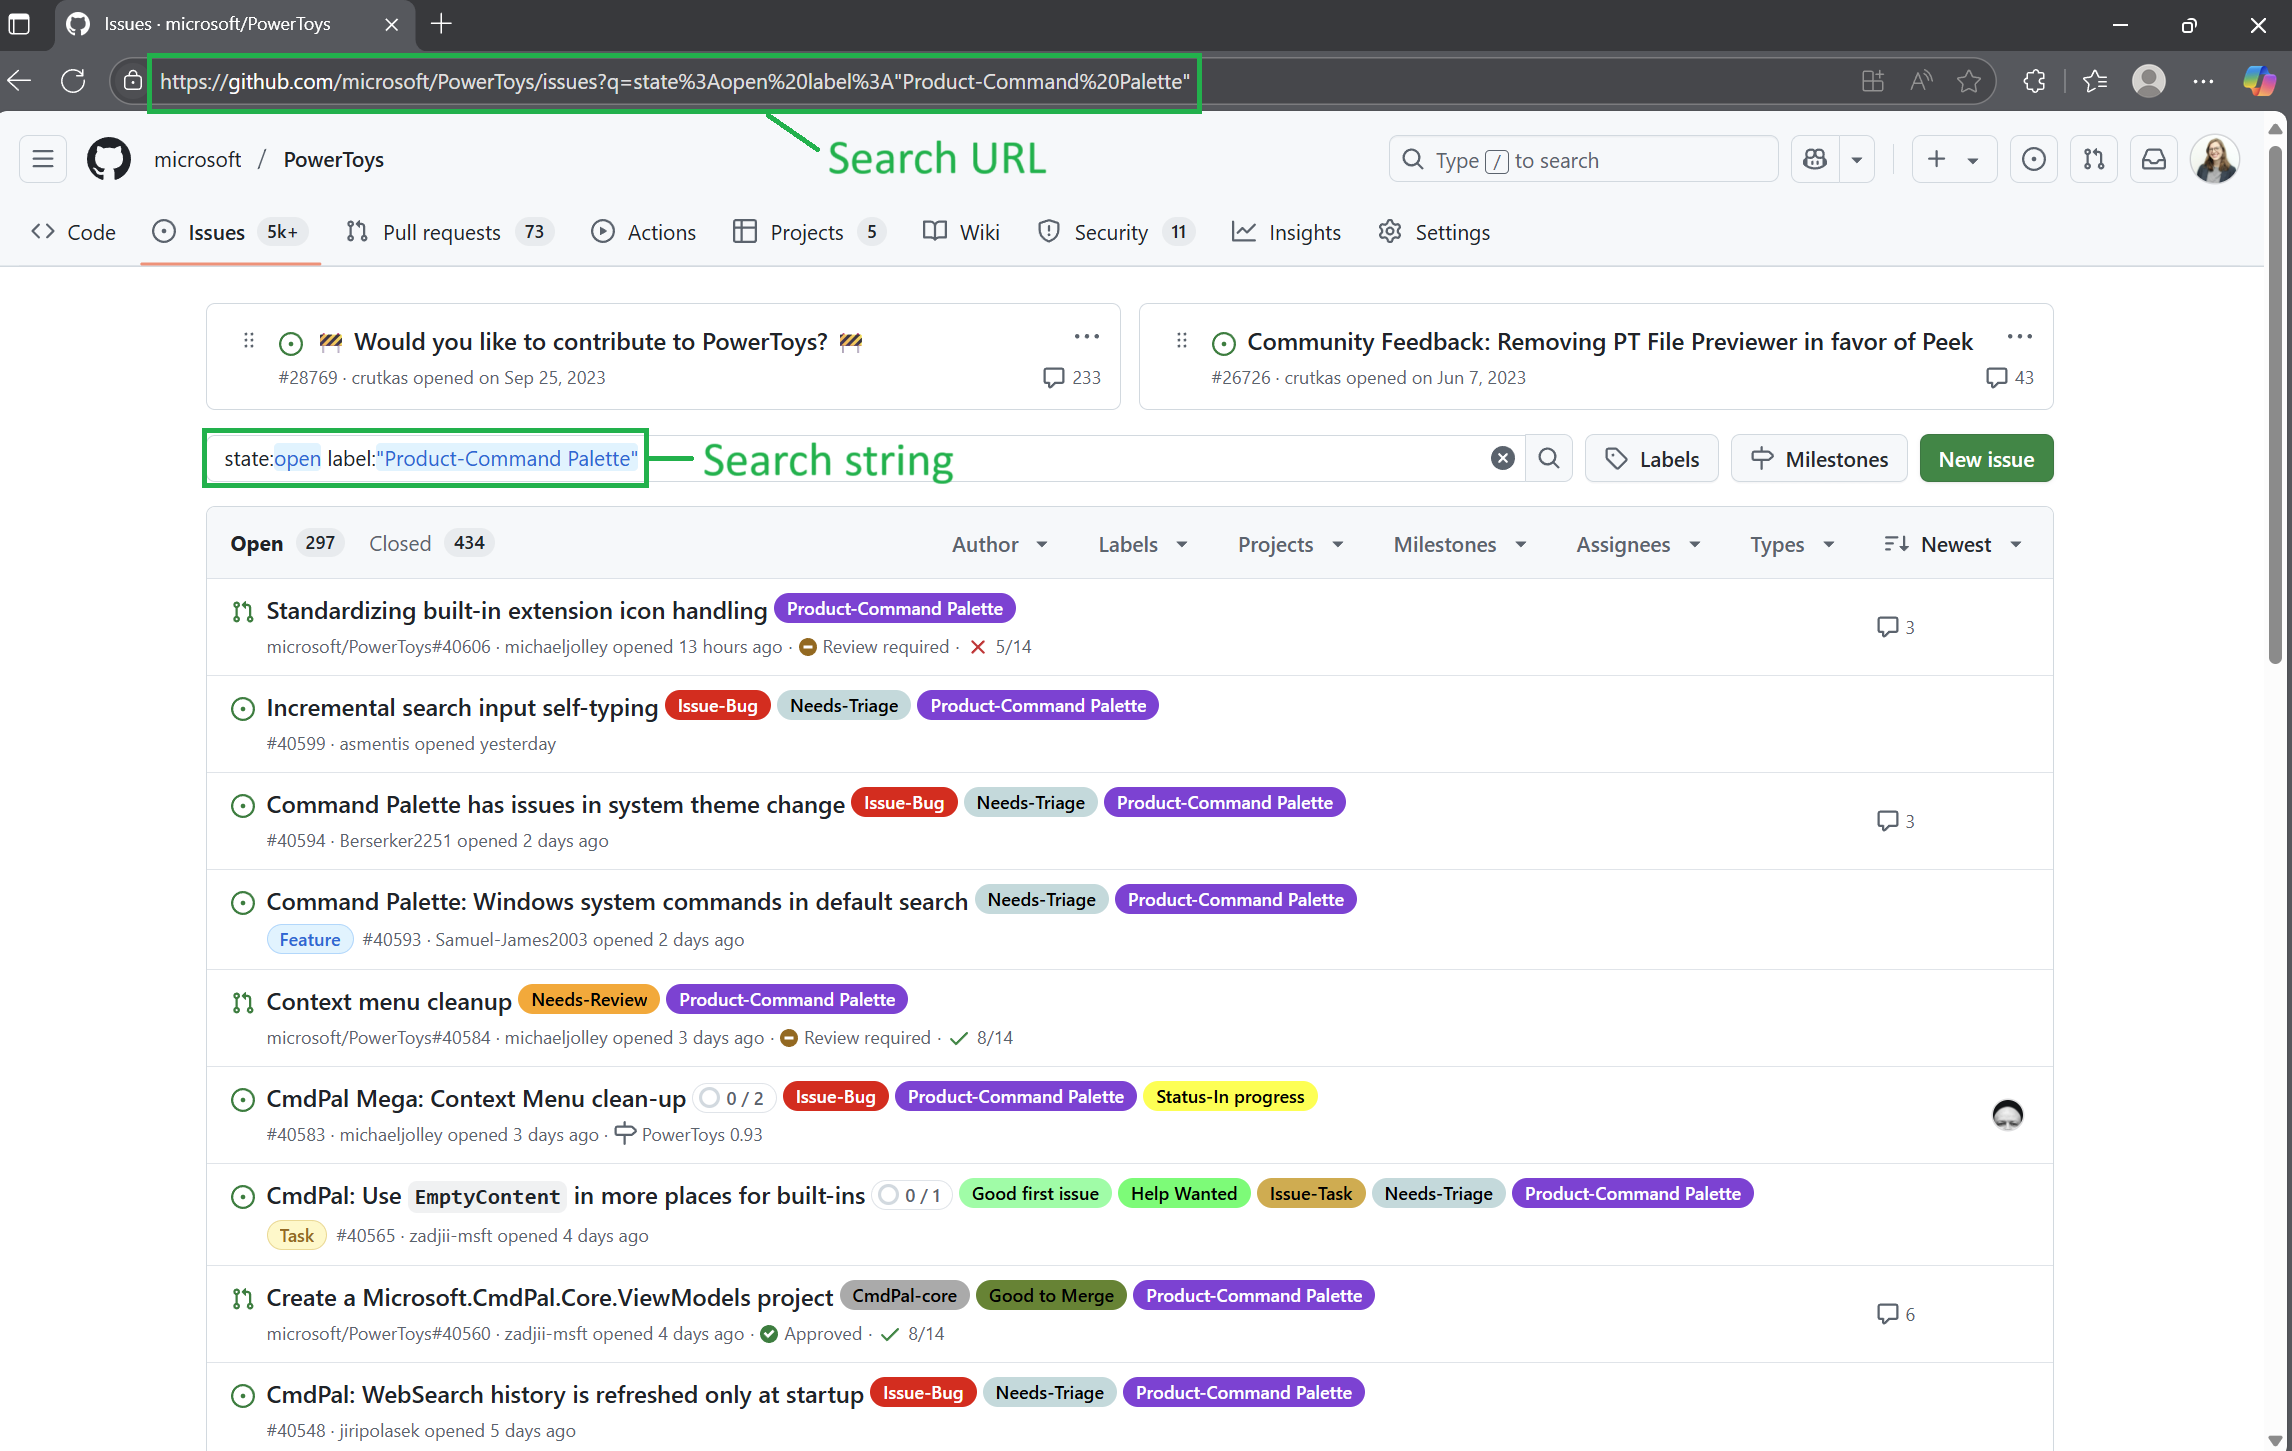 Issues · microsoft/PowerToys
https://github.com/microsoft/PowerToys/issues?q=state%3Aopen%20label%3A"Product-Command%20Palette"
Search URL
microsoft / PowerToys
Type / to search
Code
Issues 5k+
Pull requests 73
Actions
Projects 5
Wiki
Security 11
Insights
Settings
🚧 Would you like to contribute to PowerToys? 🚧
#28769 · crutkas opened on Sep 25, 2023
233
Community Feedback: Removing PT File Previewer in favor of Peek
#26726 · crutkas opened on Jun 7, 2023
43
state:open label:"Product-Command Palette"
Search string
Labels
Milestones
New issue
Open 297 Closed 434
Author Labels Projects Milestones Assignees Types Newest
Standardizing built-in extension icon handling Product-Command Palette
microsoft/PowerToys#40606 · michaeljolley opened 13 hours ago · Review required · 5/14
3
Incremental search input self-typing Issue-Bug Needs-Triage Product-Command Palette
#40599 · asmentis opened yesterday
Command Palette has issues in system theme change Issue-Bug Needs-Triage Product-Command Palette
#40594 · Berserker2251 opened 2 days ago
3
Command Palette: Windows system commands in default search Needs-Triage Product-Command Palette
Feature #40593 · Samuel-James2003 opened 2 days ago
Context menu cleanup Needs-Review Product-Command Palette
microsoft/PowerToys#40584 · michaeljolley opened 3 days ago · Review required · 8/14
CmdPal Mega: Context Menu clean-up 0 / 2 Issue-Bug Product-Command Palette Status-In progress
#40583 · michaeljolley opened 3 days ago · PowerToys 0.93
CmdPal: Use EmptyContent in more places for built-ins 0 / 1 Good first issue Help Wanted Issue-Task Needs-Triage Product-Command Palette
Task #40565 · zadjii-msft opened 4 days ago
Create a Microsoft.CmdPal.Core.ViewModels project CmdPal-core Good to Merge Product-Command Palette
microsoft/PowerToys#40560 · zadjii-msft opened 4 days ago · Approved · 8/14
6
CmdPal: WebSearch history is refreshed only at startup Issue-Bug Needs-Triage Product-Command Palette
#40548 · jiripolasek opened 5 days ago